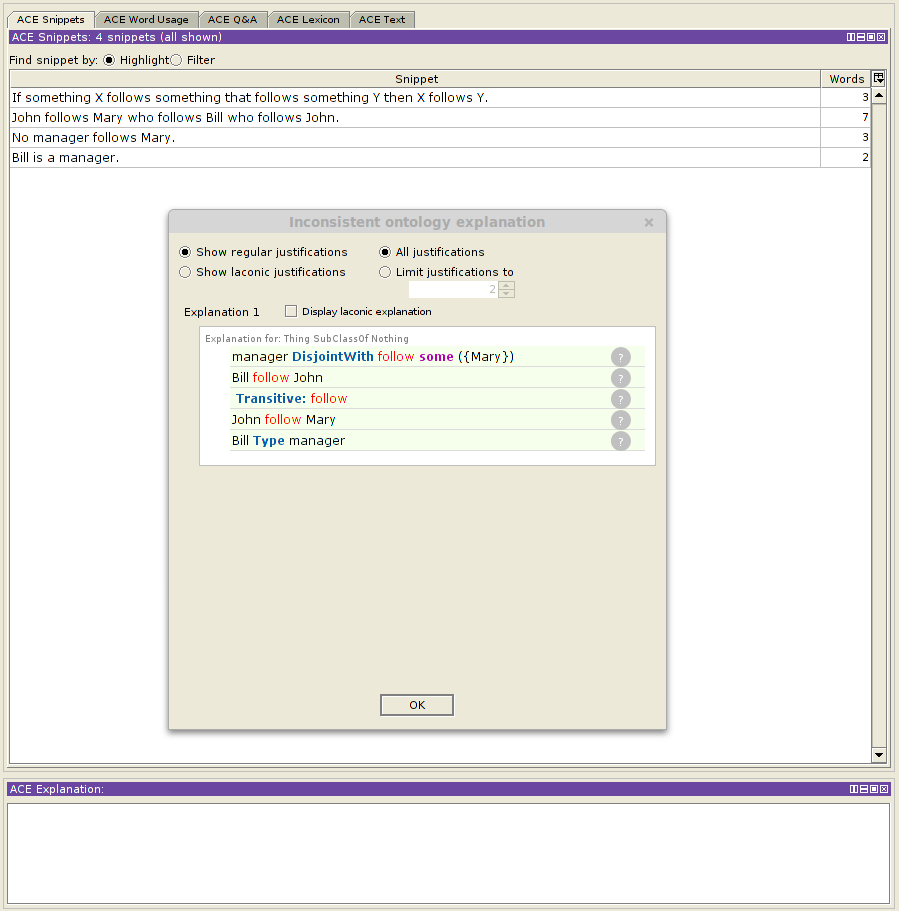 ACE Snippets ACE Word Usage ACE Q&A ACE Lexicon ACE Text
ACE Snippets: 4 snippets (all shown)
Find snippet by: Highlight Filter
Snippet Words
If something X follows something that follows something Y then X follows Y. 3
John follows Mary who follows Bill who follows John. 7
No manager follows Mary. 3
Bill is a manager. 2
Inconsistent ontology explanation ×
Show regular justifications All justifications
Show laconic justifications Limit justifications to
2
Explanation 1 Display laconic explanation
Explanation for: Thing SubClassOf Nothing
manager DisjointWith follow some ({Mary}) ?
Bill follow John ?
Transitive: follow ?
John follow Mary ?
Bill Type manager ?
OK
ACE Explanation: